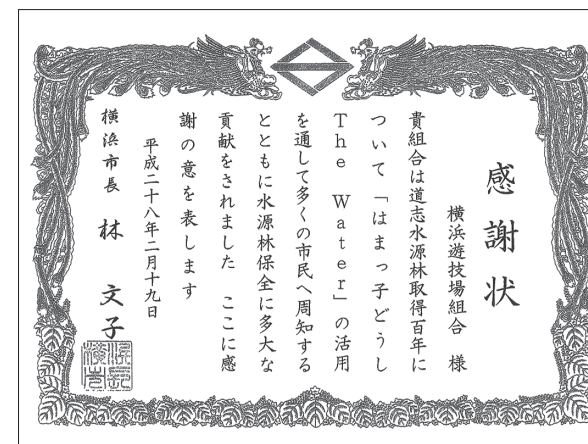 感謝状
横浜遊技場組合 様
貴組合は道志水源林取得百年に
ついて「はまっ子どうし
The Water」の活用
を通して多くの市民へ周知する
とともに水源林保全に多大な
貢献をされました ここに感
謝の意を表します
平成二十八年二月十九日
横浜市長 林 文子